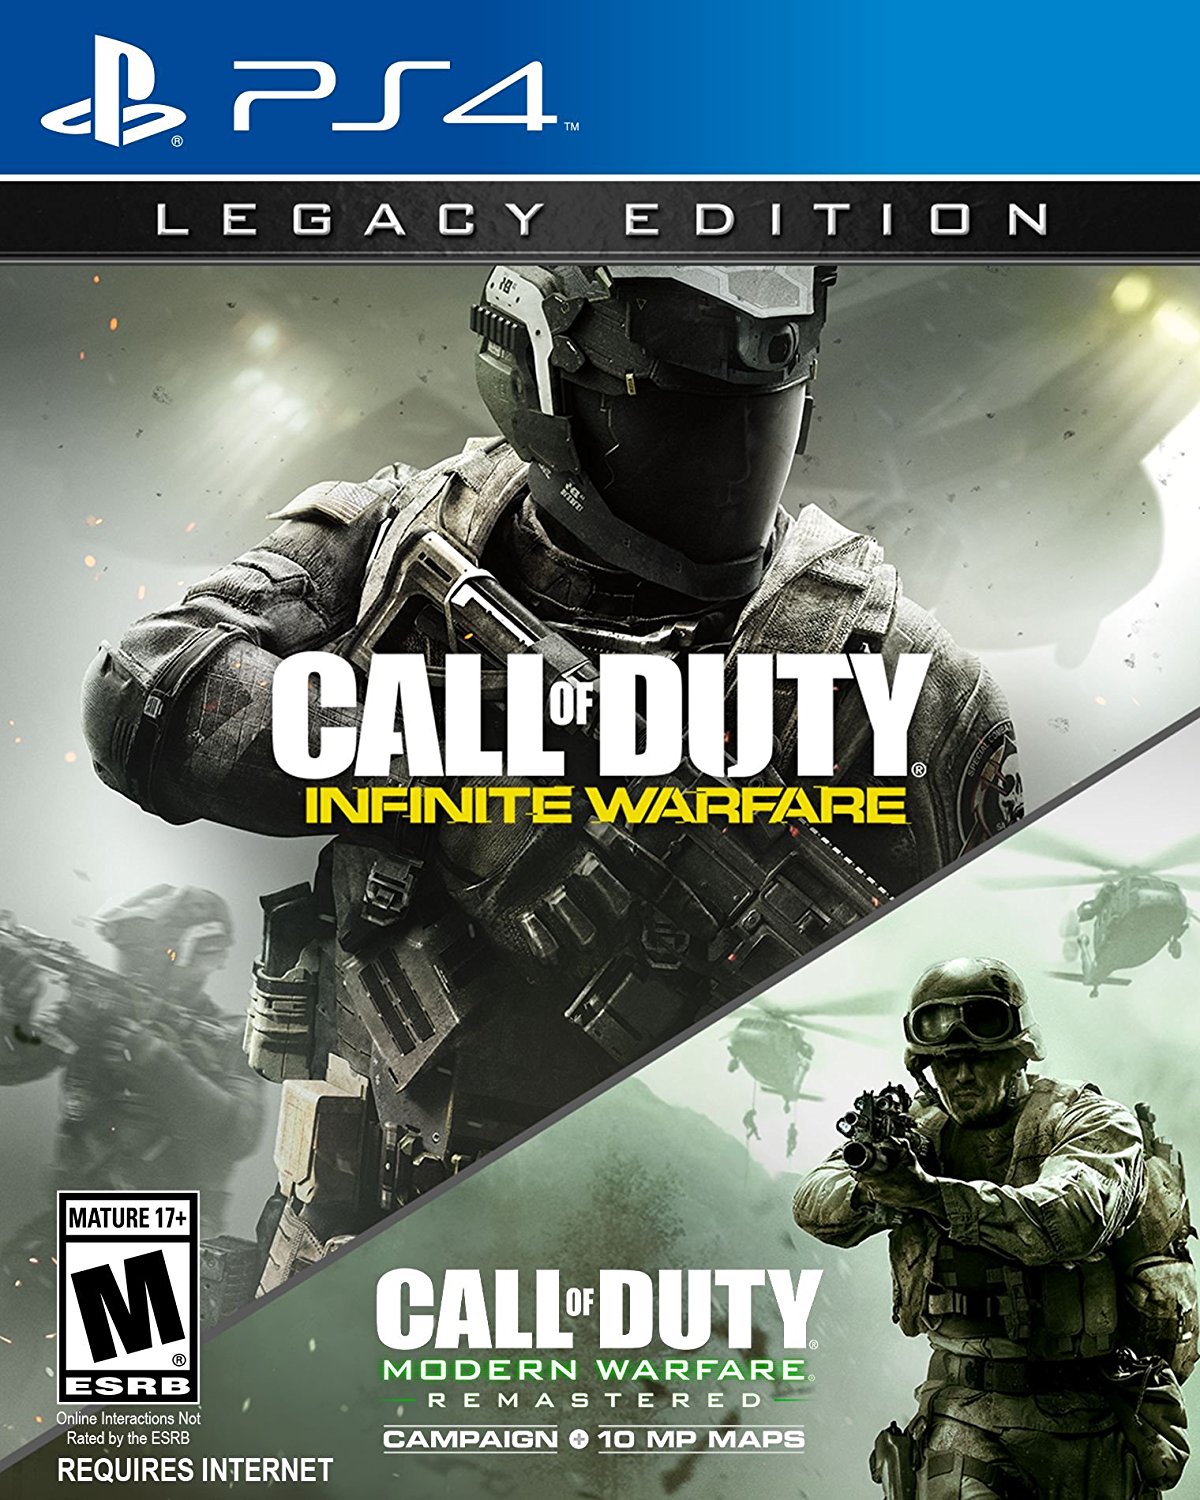 PS4™
LEGACY EDITION
CALL OF DUTY®
INFINITE WARFARE
MATURE 17+
M®
ESRB
Online Interactions Not
Rated by the ESRB
REQUIRES INTERNET
CALL OF DUTY®
MODERN WARFARE®
REMASTERED
CAMPAIGN + 10 MP MAPS